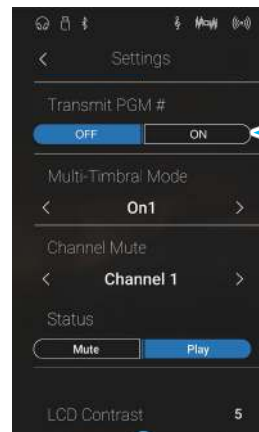 Settings
Transmit PGM #
OFF ON
Multi-Timbral Mode
< On1 >
Channel Mute
< Channel 1 >
Status
Mute Play
LCD Contrast 5